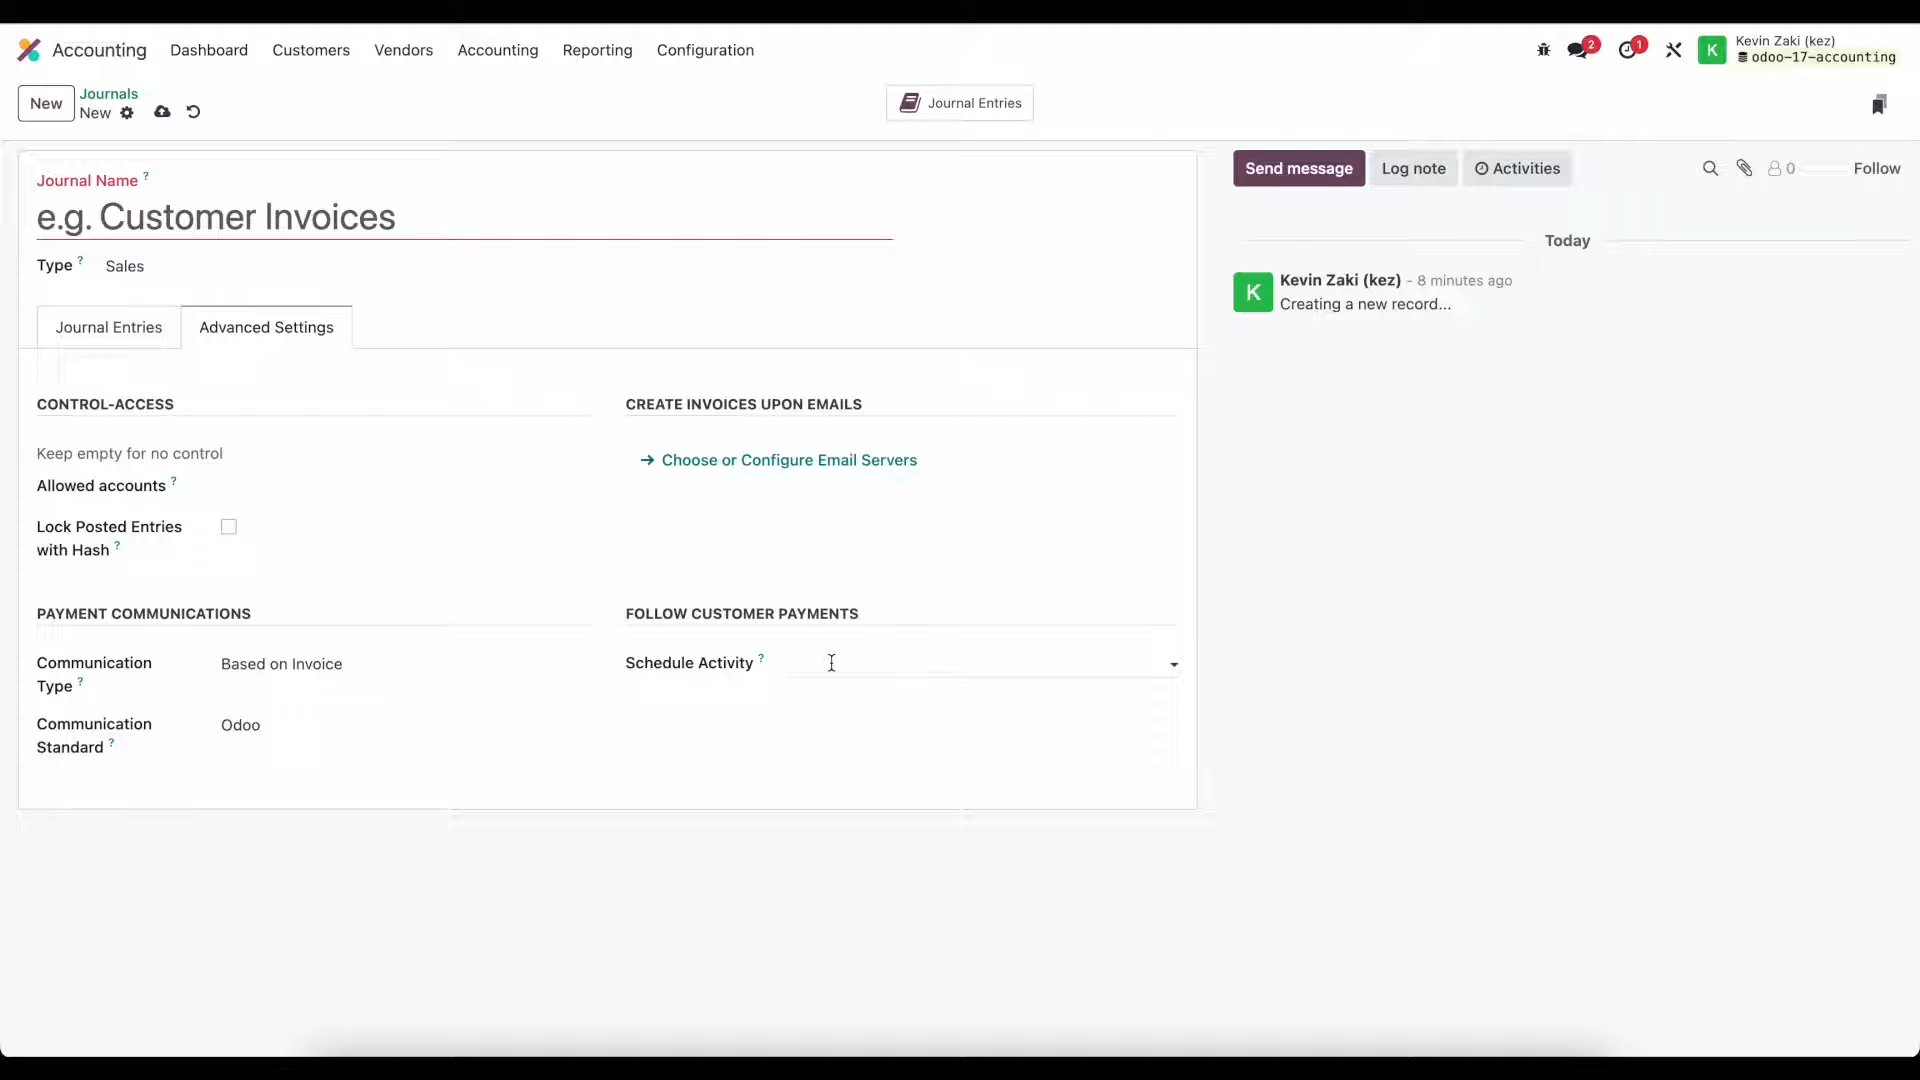 Accounting Dashboard Customers Vendors Accounting Reporting Configuration
2 1 K Kevin Zaki (kez)
odoo-17-accounting
New Journals
New
Journal Entries
Journal Name ?
e.g. Customer Invoices
Type ? Sales
Journal Entries Advanced Settings
CONTROL-ACCESS
Keep empty for no control
Allowed accounts ?
Lock Posted Entries
with Hash ?
CREATE INVOICES UPON EMAILS
Choose or Configure Email Servers
PAYMENT COMMUNICATIONS
Communication
Type ?
Based on Invoice
Communication
Standard ?
Odoo
FOLLOW CUSTOMER PAYMENTS
Schedule Activity ?
Send message Log note Activities 0 Follow
Today
K Kevin Zaki (kez) - 8 minutes ago
Creating a new record...